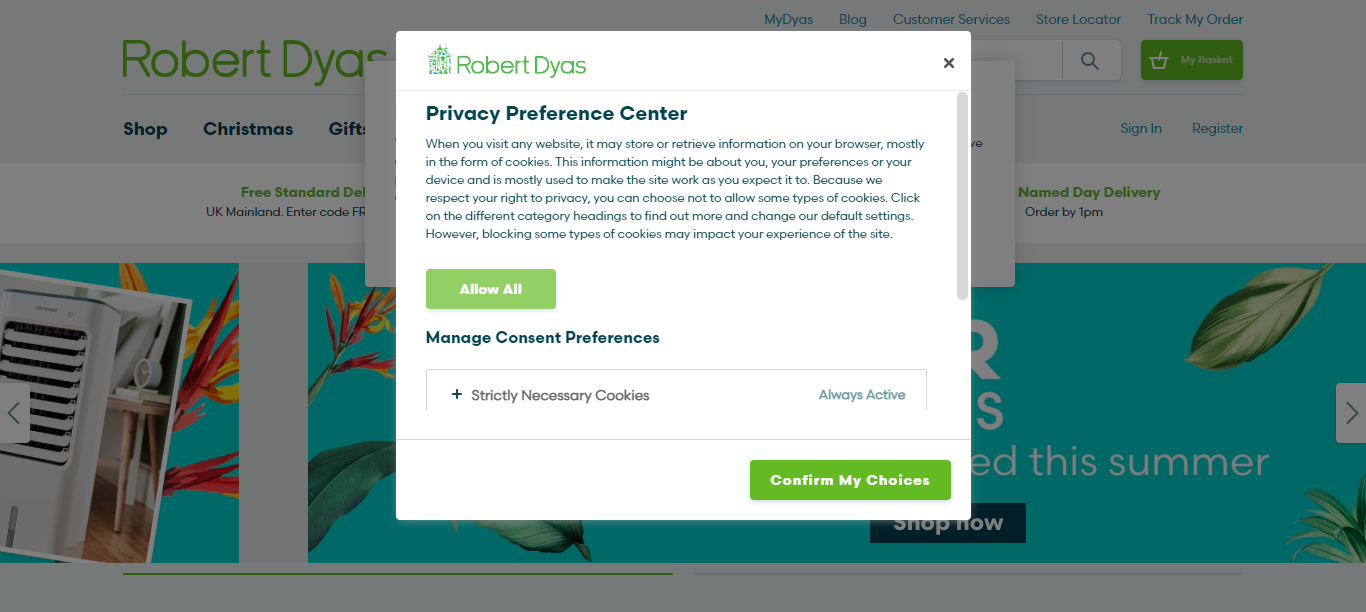 MyDyas Blog Customer Services Store Locator Track My Order
Robert Dyas
Robert Dyas
My Basket
Shop Christmas Gifts
Sign In Register
Privacy Preference Center
When you visit any website, it may store or retrieve information on your browser, mostly
in the form of cookies. This information might be about you, your preferences or your
device and is mostly used to make the site work as you expect it to. Because we
respect your right to privacy, you can choose not to allow some types of cookies. Click
on the different category headings to find out more and change our default settings.
However, blocking some types of cookies may impact your experience of the site.
Free Standard Del
UK Mainland. Enter code FR
Named Day Delivery
Order by 1pm
Allow All
Manage Consent Preferences
+ Strictly Necessary Cookies Always Active
R
S
ed this summer
Confirm My Choices
Shop now